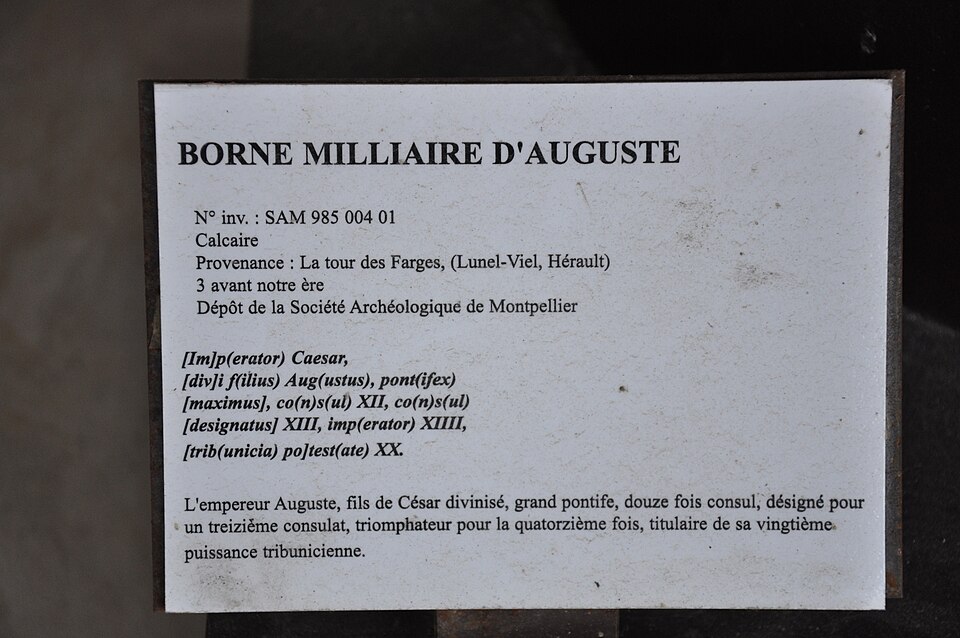 BORNE MILLIAIRE D'AUGUSTE
N° inv. : SAM 985 004 01
Calcaire
Provenance : La tour des Farges, (Lunel-Viel, Hérault)
3 avant notre ère
Dépôt de la Société Archéologique de Montpellier
[Im]p(erator) Caesar,
[div]i f(ilius) Aug(ustus), pont(ifex)
[maximus], co(n)s(ul) XII, co(n)s(ul)
[designatus] XIII, imp(erator) XIIII,
[trib(unicia) po]test(ate) XX.
L'empereur Auguste, fils de César divinisé, grand pontife, douze fois consul, désigné pour
un treizième consulat, triomphateur pour la quatorzième fois, titulaire de sa vingtième
puissance tribunicienne.